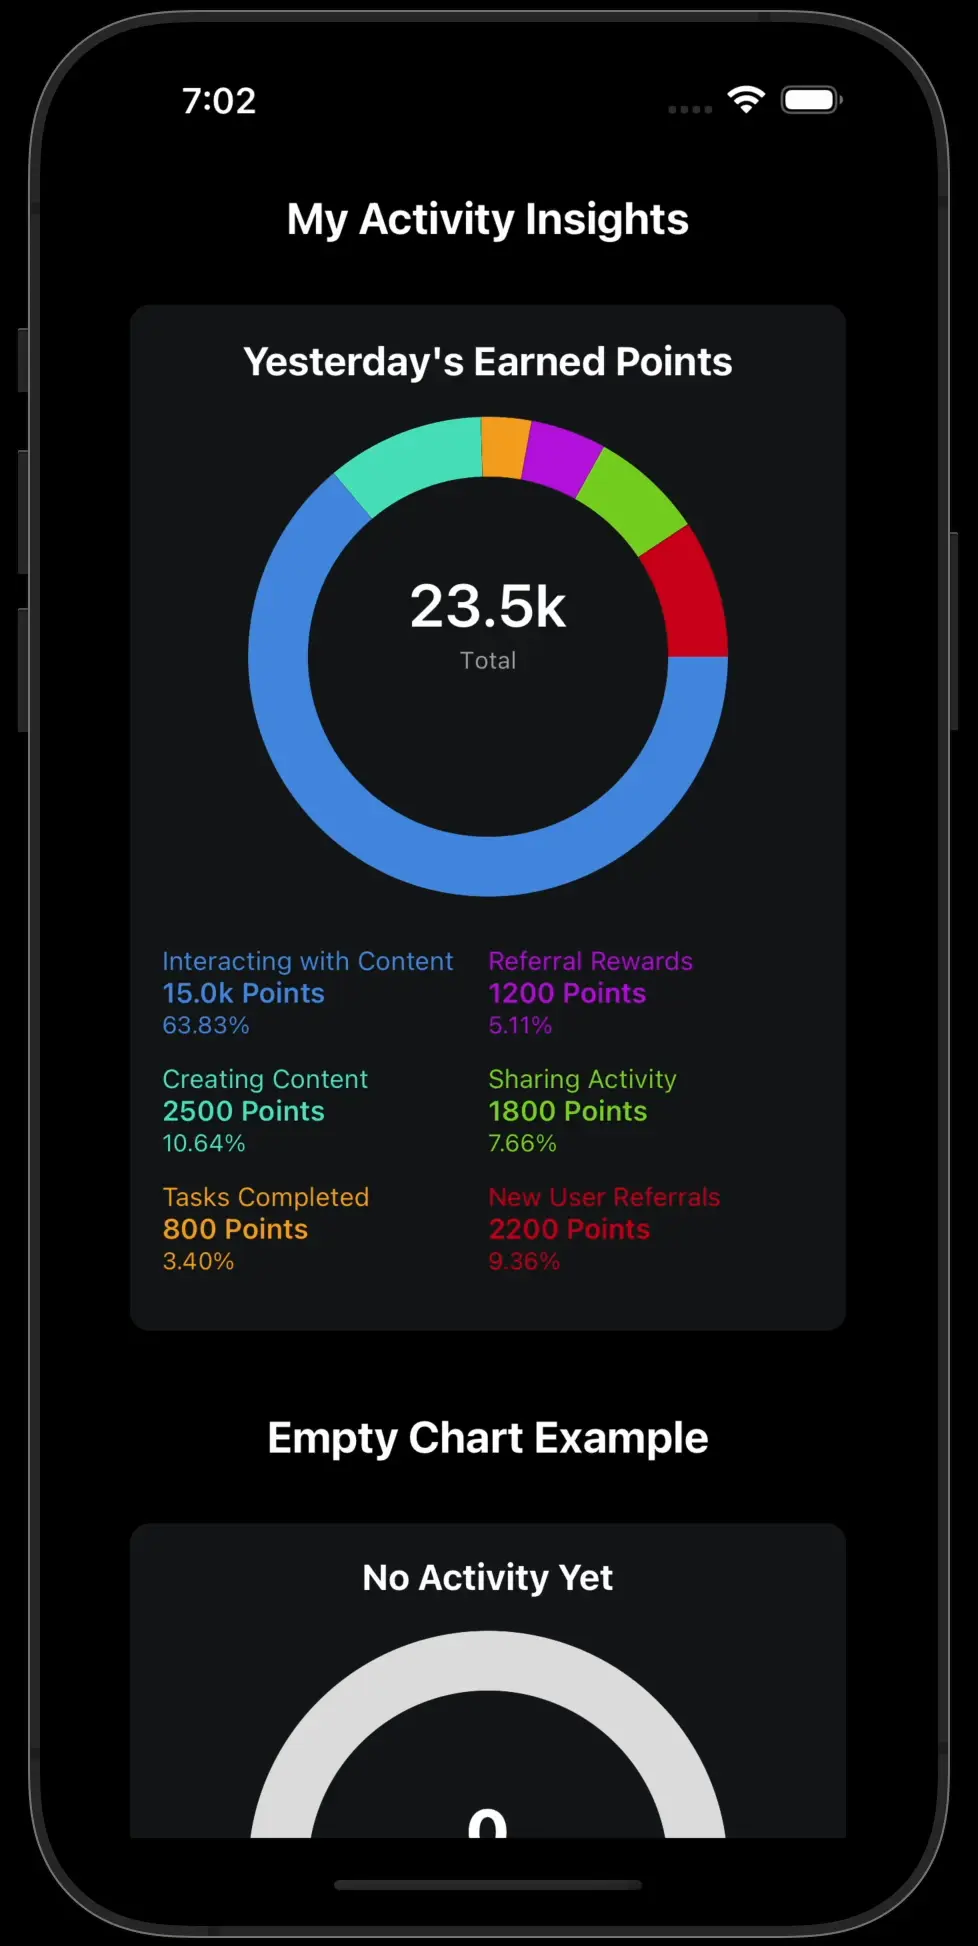 7:02
My Activity Insights
Yesterday's Earned Points
23.5k
Total
Interacting with Content
15.0k Points
63.83%
Referral Rewards
1200 Points
5.11%
Creating Content
2500 Points
10.64%
Sharing Activity
1800 Points
7.66%
Tasks Completed
800 Points
3.40%
New User Referrals
2200 Points
9.36%
Empty Chart Example
No Activity Yet
0